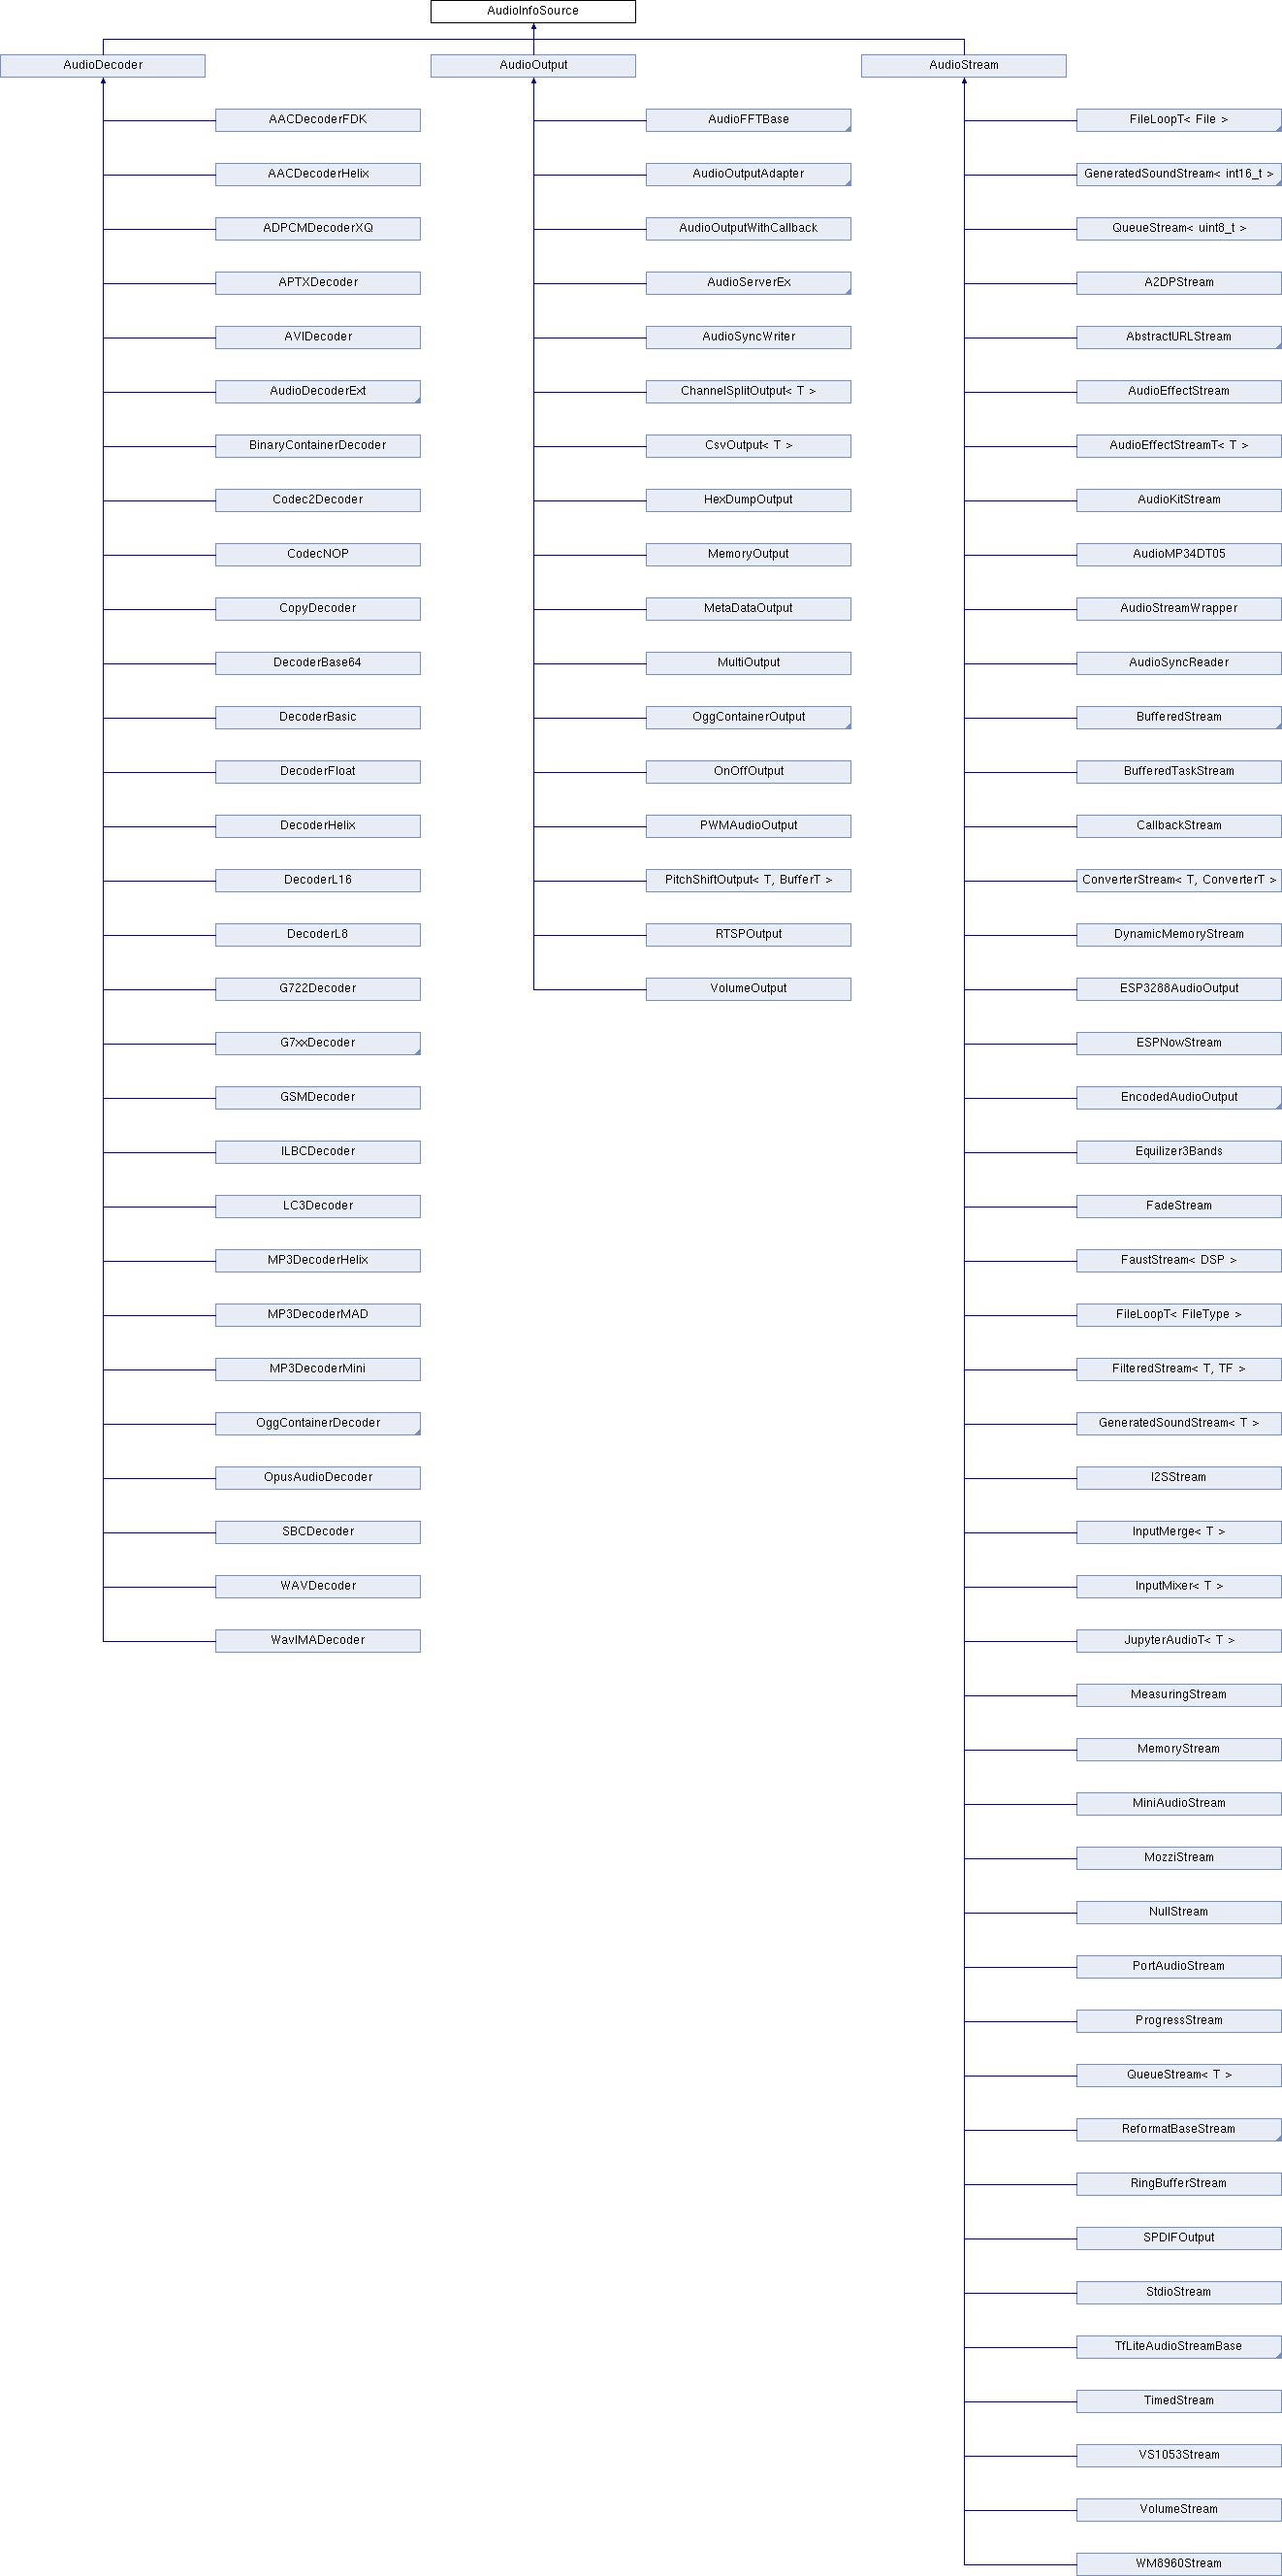 AudioInfoSource
AudioDecoder
AudioOutput
AudioStream
AACDecoderFDK
AudioFFTBase
FileLoopT< File >
AACDecoderHelix
AudioOutputAdapter
GeneratedSoundStream< int16_t >
ADPCMDecoderXQ
AudioOutputWithCallback
QueueStream< uint8_t >
APTXDecoder
AudioServerEx
A2DPStream
AVIDecoder
AudioSyncWriter
AbstractURLStream
AudioDecoderExt
ChannelSplitOutput< T >
AudioEffectStream
BinaryContainerDecoder
CsvOutput< T >
AudioEffectStreamT< T >
Codec2Decoder
HexDumpOutput
AudioKitStream
CodecNOP
MemoryOutput
AudioMP34DT05
CopyDecoder
MetaDataOutput
AudioStreamWrapper
DecoderBase64
MultiOutput
AudioSyncReader
DecoderBasic
OggContainerOutput
BufferedStream
DecoderFloat
OnOffOutput
BufferedTaskStream
DecoderHelix
PWMAudioOutput
CallbackStream
DecoderL16
PitchShiftOutput< T, BufferT >
ConverterStream< T, ConverterT >
DecoderL8
RTSPOutput
DynamicMemoryStream
G722Decoder
VolumeOutput
ESP3288AudioOutput
G7xxDecoder
ESPNowStream
GSMDecoder
EncodedAudioOutput
ILBCDecoder
Equilizer3Bands
LC3Decoder
FadeStream
MP3DecoderHelix
FaustStream< DSP >
MP3DecoderMAD
FileLoopT< FileType >
MP3DecoderMini
FilteredStream< T, TF >
OggContainerDecoder
GeneratedSoundStream< T >
OpusAudioDecoder
I2SStream
SBCDecoder
InputMerge< T >
WAVDecoder
InputMixer< T >
WavIMADecoder
JupyterAudioT< T >
MeasuringStream
MemoryStream
MiniAudioStream
MozziStream
NullStream
PortAudioStream
ProgressStream
QueueStream< T >
ReformatBaseStream
RingBufferStream
SPDIFOutput
StdioStream
TfLiteAudioStreamBase
TimedStream
VS1053Stream
VolumeStream
WM8960Stream